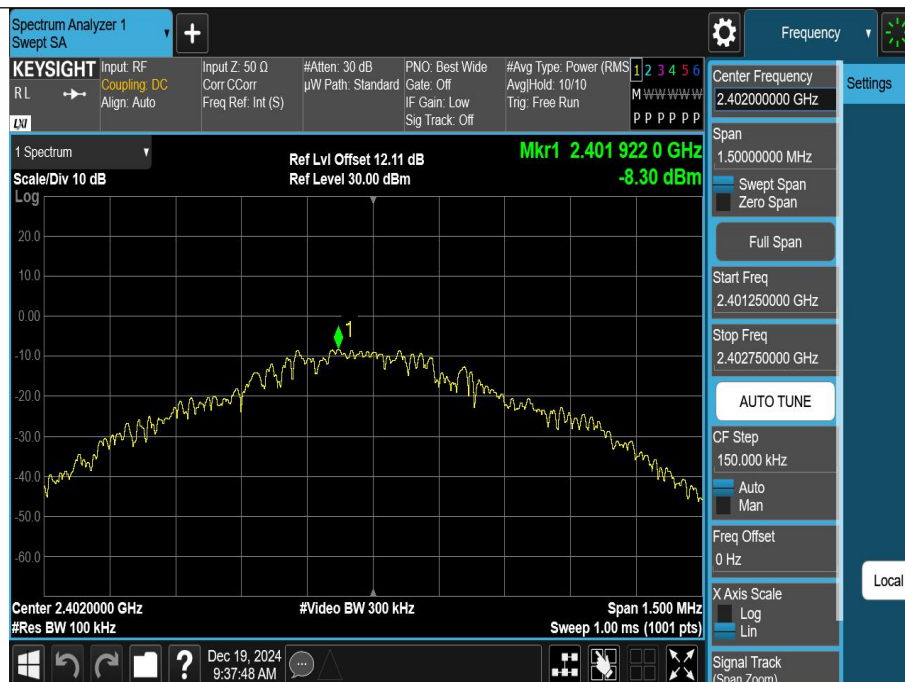 Spectrum Analyzer 1
Swept SA
Frequency
KEYSIGHT
RL
LXI
Input: RF
Coupling: DC
Align: Auto
Input Z: 50 Ω
Corr CCorr
Freq Ref: Int (S)
#Atten: 30 dB
µW Path: Standard
PNO: Best Wide
Gate: Off
IF Gain: Low
Sig Track: Off
#Avg Type: Power (RMS
Avg|Hold: 10/10
Trig: Free Run
1 2 3 4 5 6
M W W W W W
P P P P P P
Center Frequency
2.402000000 GHz
Settings
1 Spectrum
Scale/Div 10 dB
Log
Ref Lvl Offset 12.11 dB
Ref Level 30.00 dBm
Mkr1 2.401 922 0 GHz
-8.30 dBm
20.0
10.0
0.00
-10.0
-20.0
-30.0
-40.0
-50.0
-60.0
1
Center 2.4020000 GHz
#Res BW 100 kHz
#Video BW 300 kHz
Span 1.500 MHz
Sweep 1.00 ms (1001 pts)
Span
1.50000000 MHz
Swept Span
Zero Span
Full Span
Start Freq
2.401250000 GHz
Stop Freq
2.402750000 GHz
AUTO TUNE
CF Step
150.000 kHz
Auto
Man
Freq Offset
0 Hz
Local
X Axis Scale
Log
Lin
Signal Track
(Span Zoom)
?
Dec 19, 2024
9:37:48 AM